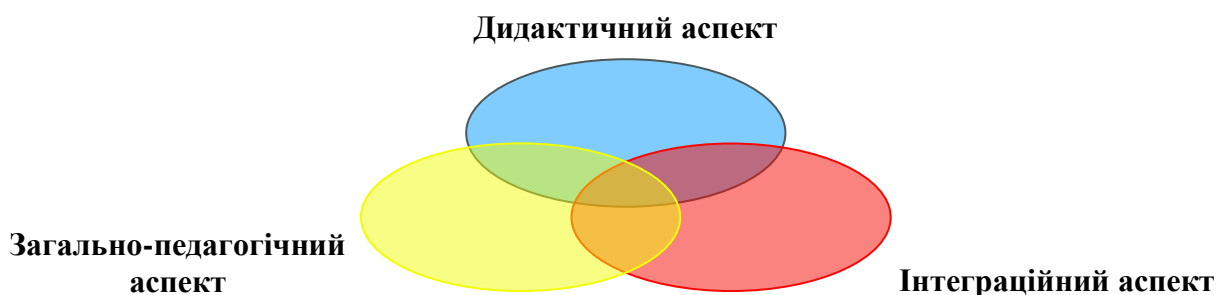 Дидактичний аспект
Загально-педагогічний
аспект
Інтеграційний аспект